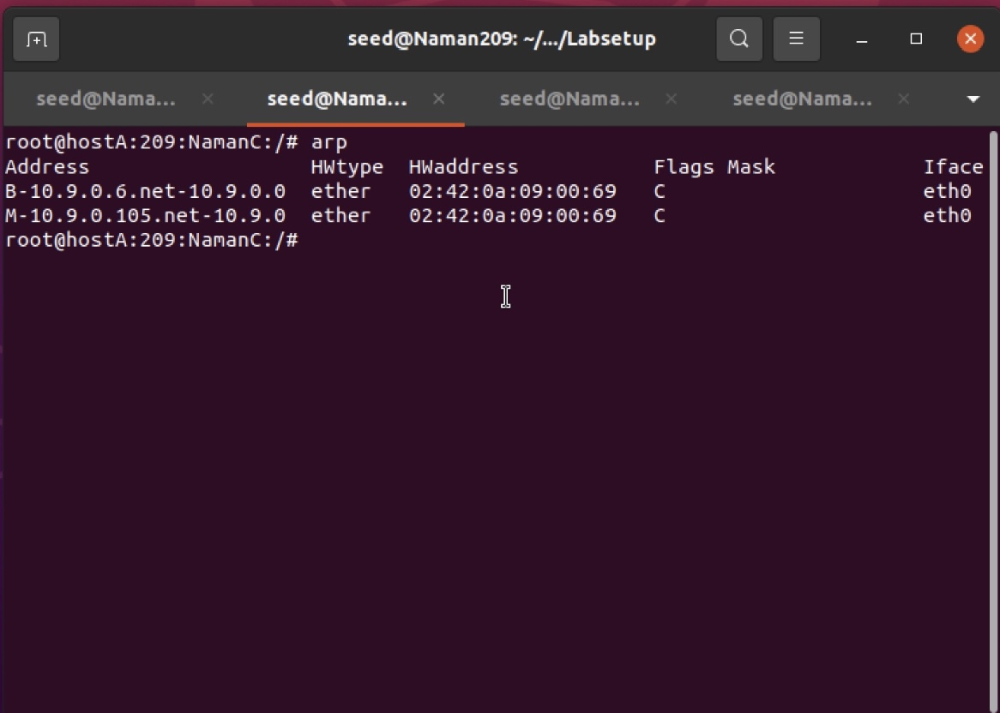 seed@Naman209: ~/.../Labsetup
seed@Nama... seed@Nama... seed@Nama... seed@Nama...
root@hostA:209:NamanC:/# arp
Address HWtype HWaddress Flags Mask Iface
B-10.9.0.6.net-10.9.0.0 ether 02:42:0a:09:00:69 C eth0
M-10.9.0.105.net-10.9.0 ether 02:42:0a:09:00:69 C eth0
root@hostA:209:NamanC:/#